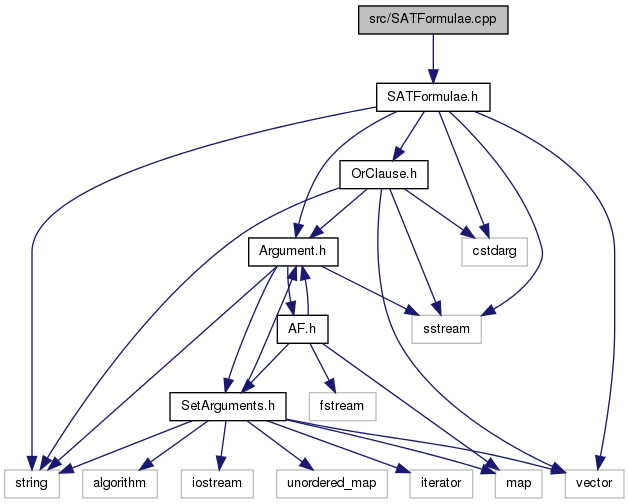 src/SATFormulae.cpp
SATFormulae.h
OrClause.h
Argument.h
cstdarg
AF.h
sstream
SetArguments.h
fstream
string
algorithm
iostream
unordered_map
iterator
map
vector